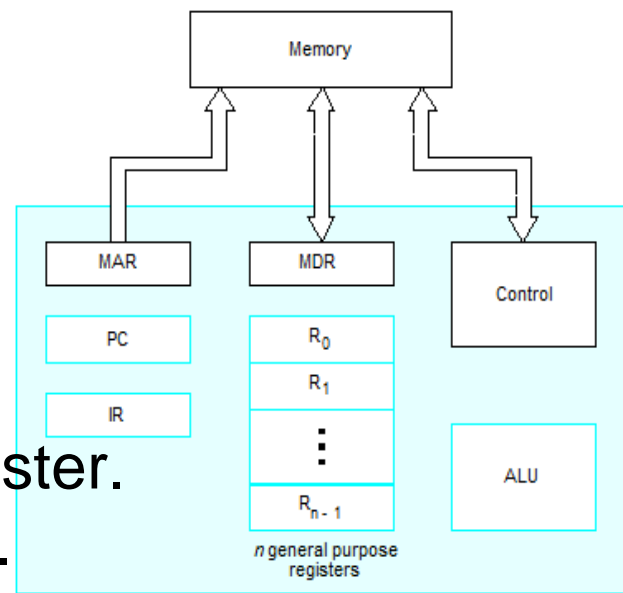 Memory
MAR
MDR
Control
PC
R0
R1
IR
⋮
ster.
ALU
Rn - 1
.
n general purpose
registers